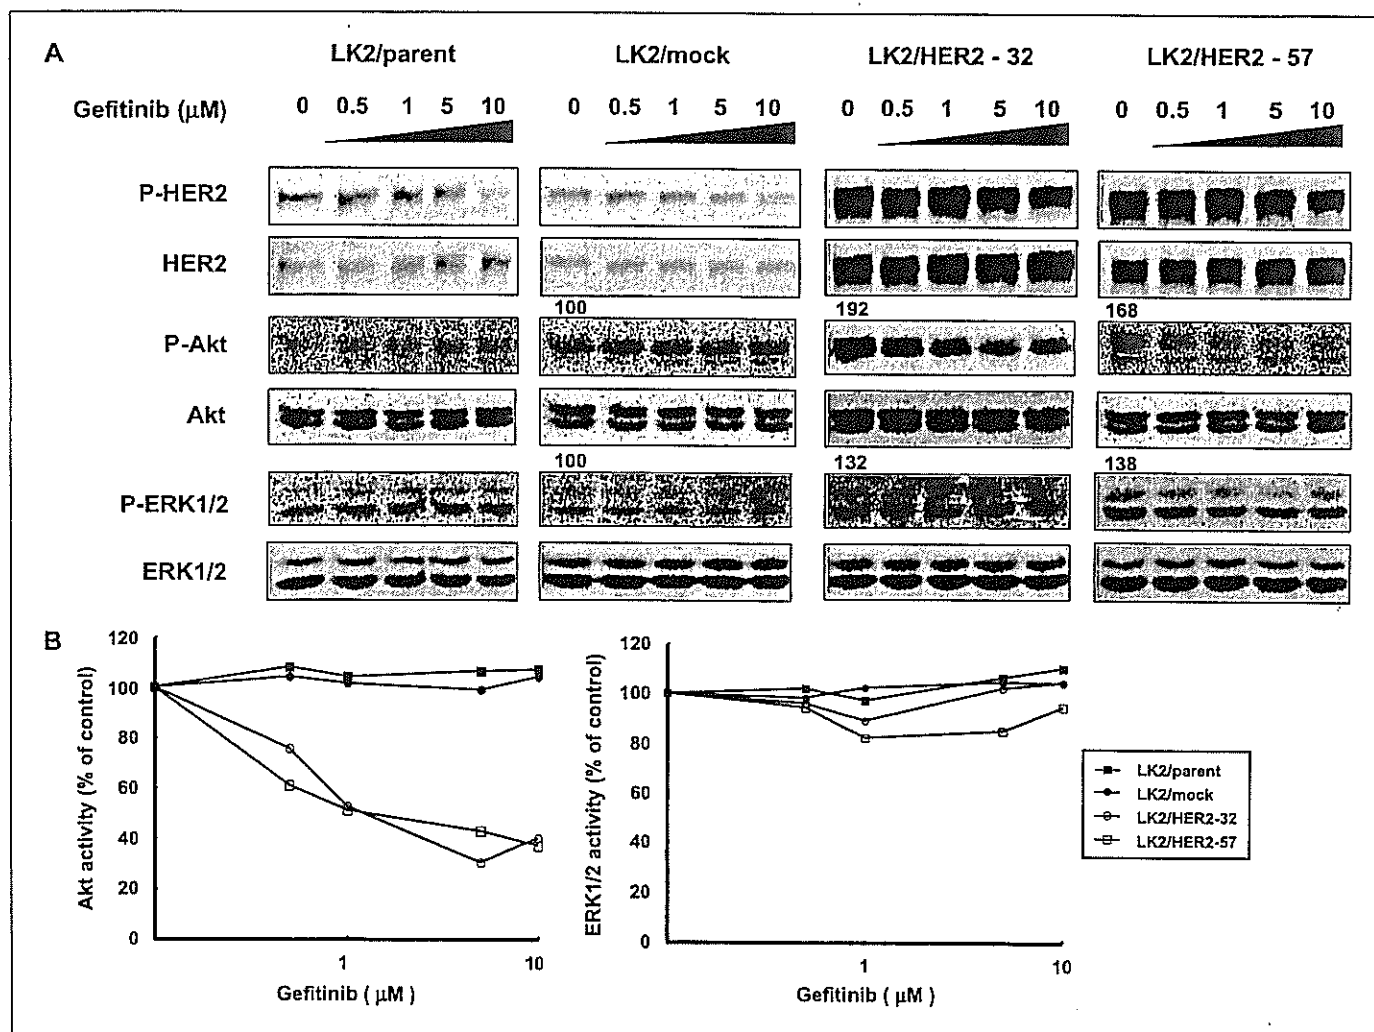 A
LK2/parent LK2/mock LK2/HER2 - 32 LK2/HER2 - 57
Gefitinib (μM) 0 0.5 1 5 10 0 0.5 1 5 10 0 0.5 1 5 10 0 0.5 1 5 10
P-HER2
HER2
100 192 168
P-Akt
Akt
100 132 138
P-ERK1/2
ERK1/2
B
Akt activity (% of control)
120
100
80
60
40
20
0
1 10
Gefitinib ( μM )
ERK1/2 activity (% of control)
120
100
80
60
40
20
0
1 10
Gefitinib ( μM )
LK2/parent
LK2/mock
LK2/HER2-32
LK2/HER2-57